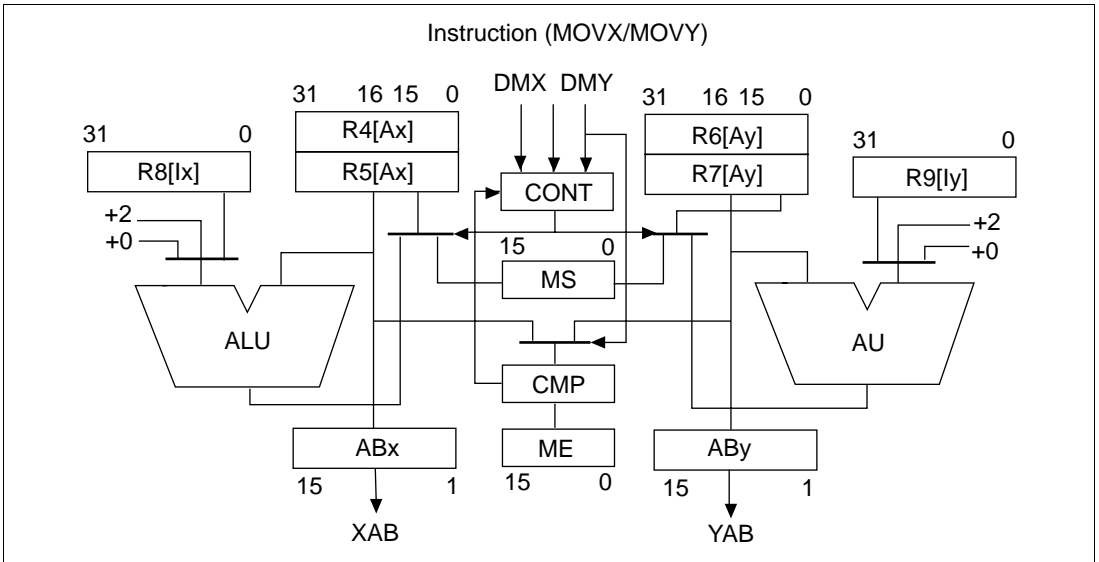 Instruction (MOVX/MOVY)
DMX DMY
31 16 15 0
31 16 15 0
31 0
R4[Ax]
R6[Ay]
31 0
R8[Ix]
R5[Ax]
CONT
R7[Ay]
R9[Iy]
+2
+0
15 0
+2
+0
MS
ALU
AU
CMP
ABx
ME
ABy
15 1
15 0
15 1
XAB
YAB